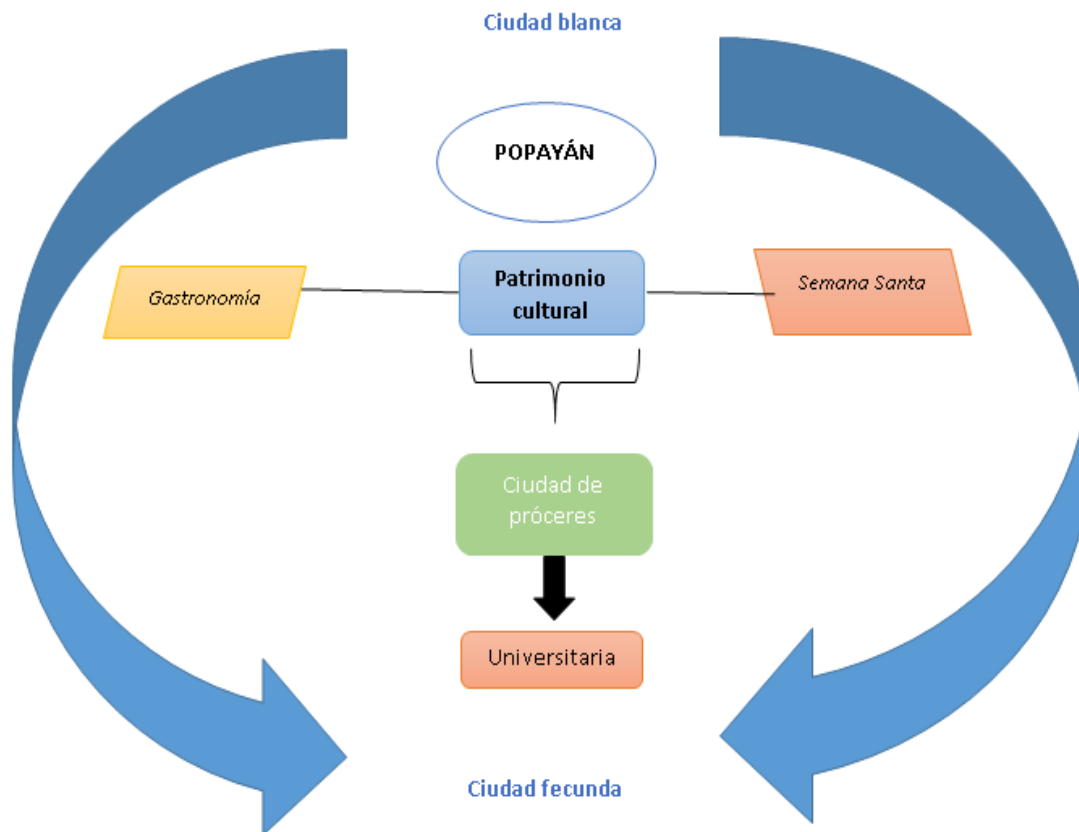 Ciudad blanca
POPAYÁN
Gastronomía
Patrimonio
cultural
Semana Santa
Ciudad de
próceres
Universitaria
Ciudad fecunda